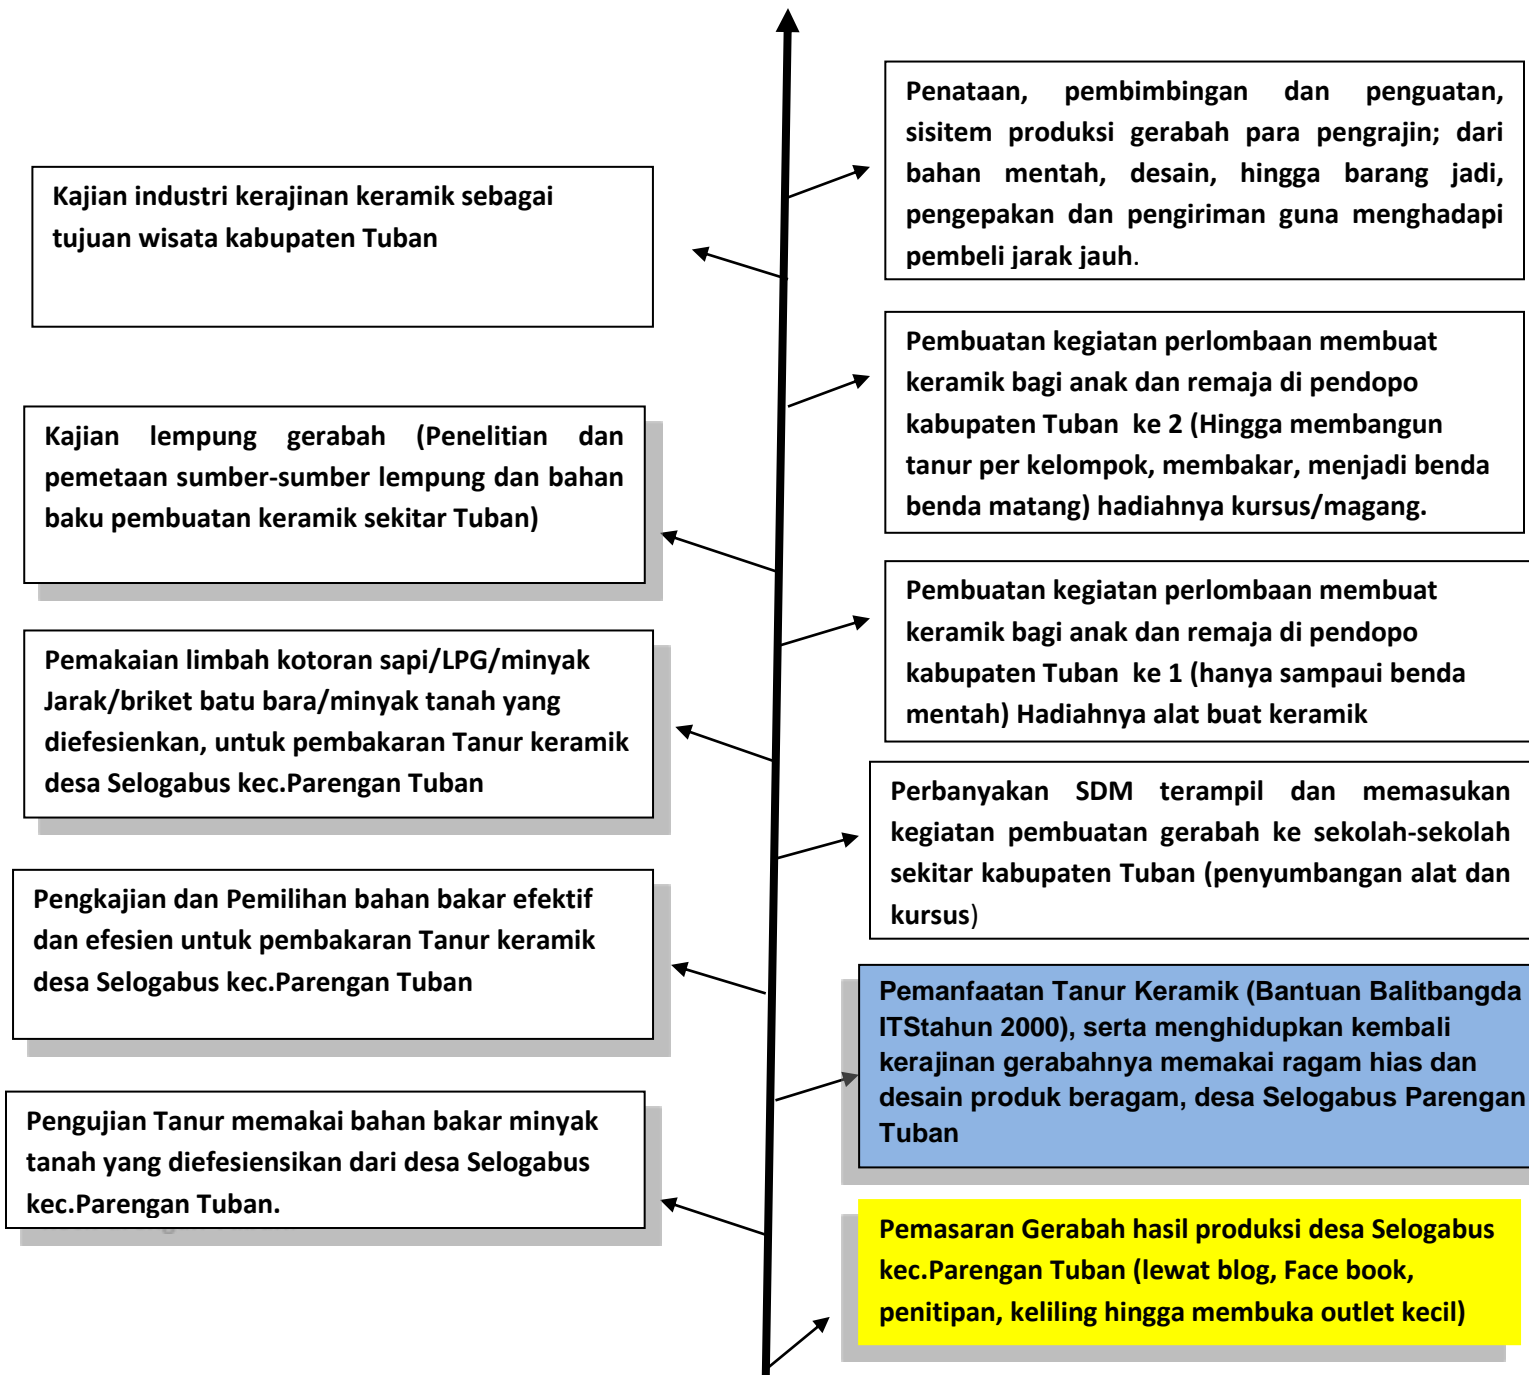 Kajian industri kerajinan keramik sebagai
tujuan wisata kabupaten Tuban
Kajian lempung gerabah (Penelitian dan
pemetaan sumber-sumber lempung dan bahan
baku pembuatan keramik sekitar Tuban)
Pemakaian limbah kotoran sapi/LPG/minyak
Jarak/briket batu bara/minyak tanah yang
diefesienkan, untuk pembakaran Tanur keramik
desa Selogabus kec.Parengan Tuban
Pengkajian dan Pemilihan bahan bakar efektif
dan efesien untuk pembakaran Tanur keramik
desa Selogabus kec.Parengan Tuban
Pengujian Tanur memakai bahan bakar minyak
tanah yang diefesiensikan dari desa Selogabus
kec.Parengan Tuban.
Penataan, pembimbingan dan penguatan,
sisitem produksi gerabah para pengrajin; dari
bahan mentah, desain, hingga barang jadi,
pengepakan dan pengiriman guna menghadapi
pembeli jarak jauh.
Pembuatan kegiatan perlombaan membuat
keramik bagi anak dan remaja di pendopo
kabupaten Tuban  ke 2 (Hingga membangun
tanur per kelompok, membakar, menjadi benda
benda matang) hadiahnya kursus/magang.
Pembuatan kegiatan perlombaan membuat
keramik bagi anak dan remaja di pendopo
kabupaten Tuban  ke 1 (hanya sampaui benda
mentah) Hadiahnya alat buat keramik
Perbanyakan SDM terampil dan memasukan
kegiatan pembuatan gerabah ke sekolah-sekolah
sekitar kabupaten Tuban (penyumbangan alat dan
kursus)
Pemanfaatan Tanur Keramik (Bantuan Balitbangda
ITStahun 2000), serta menghidupkan kembali
kerajinan gerabahnya memakai ragam hias dan
desain produk beragam, desa Selogabus Parengan
Tuban
Pemasaran Gerabah hasil produksi desa Selogabus
kec.Parengan Tuban (lewat blog, Face book,
penitipan, keliling hingga membuka outlet kecil)